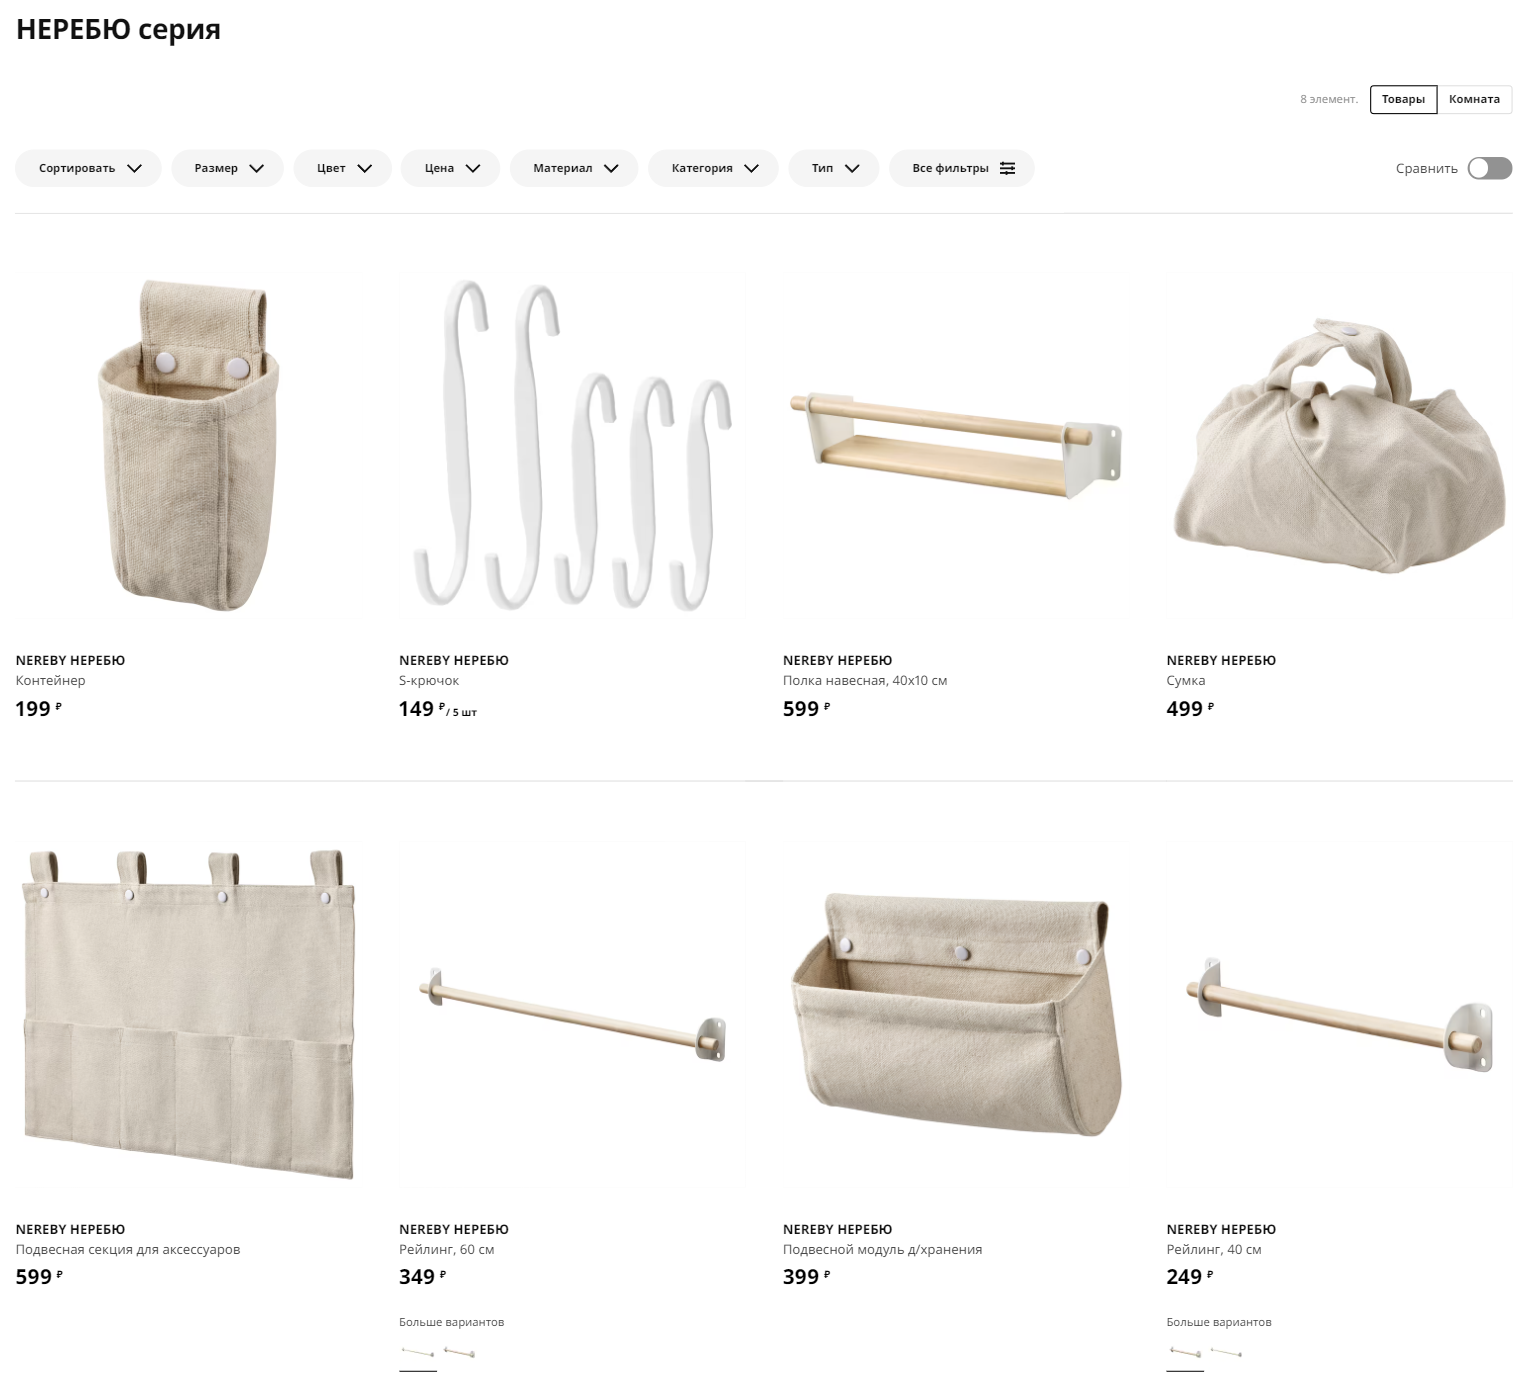 НЕРЕБЮ серия
8 элемент.
Товары
Комната
Сортировать
Размер
Цвет
Цена
Материал
Категория
Тип
Все фильтры
Сравнить
NEREBY НЕРЕБЮ
Контейнер
199 ₽
NEREBY НЕРЕБЮ
S-крючок
149 ₽/ 5 шт
NEREBY НЕРЕБЮ
Полка навесная, 40x10 см
599 ₽
NEREBY НЕРЕБЮ
Сумка
499 ₽
NEREBY НЕРЕБЮ
Подвесная секция для аксессуаров
599 ₽
NEREBY НЕРЕБЮ
Рейлинг, 60 см
349 ₽
Больше вариантов
NEREBY НЕРЕБЮ
Подвесной модуль д/хранения
399 ₽
NEREBY НЕРЕБЮ
Рейлинг, 40 см
249 ₽
Больше вариантов